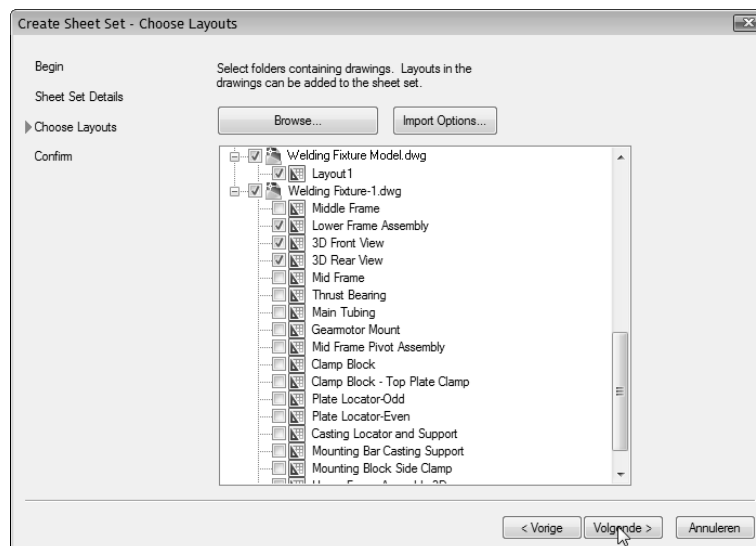 Create Sheet Set - Choose Layouts
Begin
Sheet Set Details
Choose Layouts
Confirm
Select folders containing drawings. Layouts in the
drawings can be added to the sheet set.
Browse...
Import Options...
Welding Fixture Model.dwg
Layout1
Welding Fixture-1.dwg
Middle Frame
Lower Frame Assembly
3D Front View
3D Rear View
Mid Frame
Thrust Bearing
Main Tubing
Gearmotor Mount
Mid Frame Pivot Assembly
Clamp Block
Clamp Block - Top Plate Clamp
Plate Locator-Odd
Plate Locator-Even
Casting Locator and Support
Mounting Bar Casting Support
Mounting Block Side Clamp
< Vorige
Volgende >
Annuleren